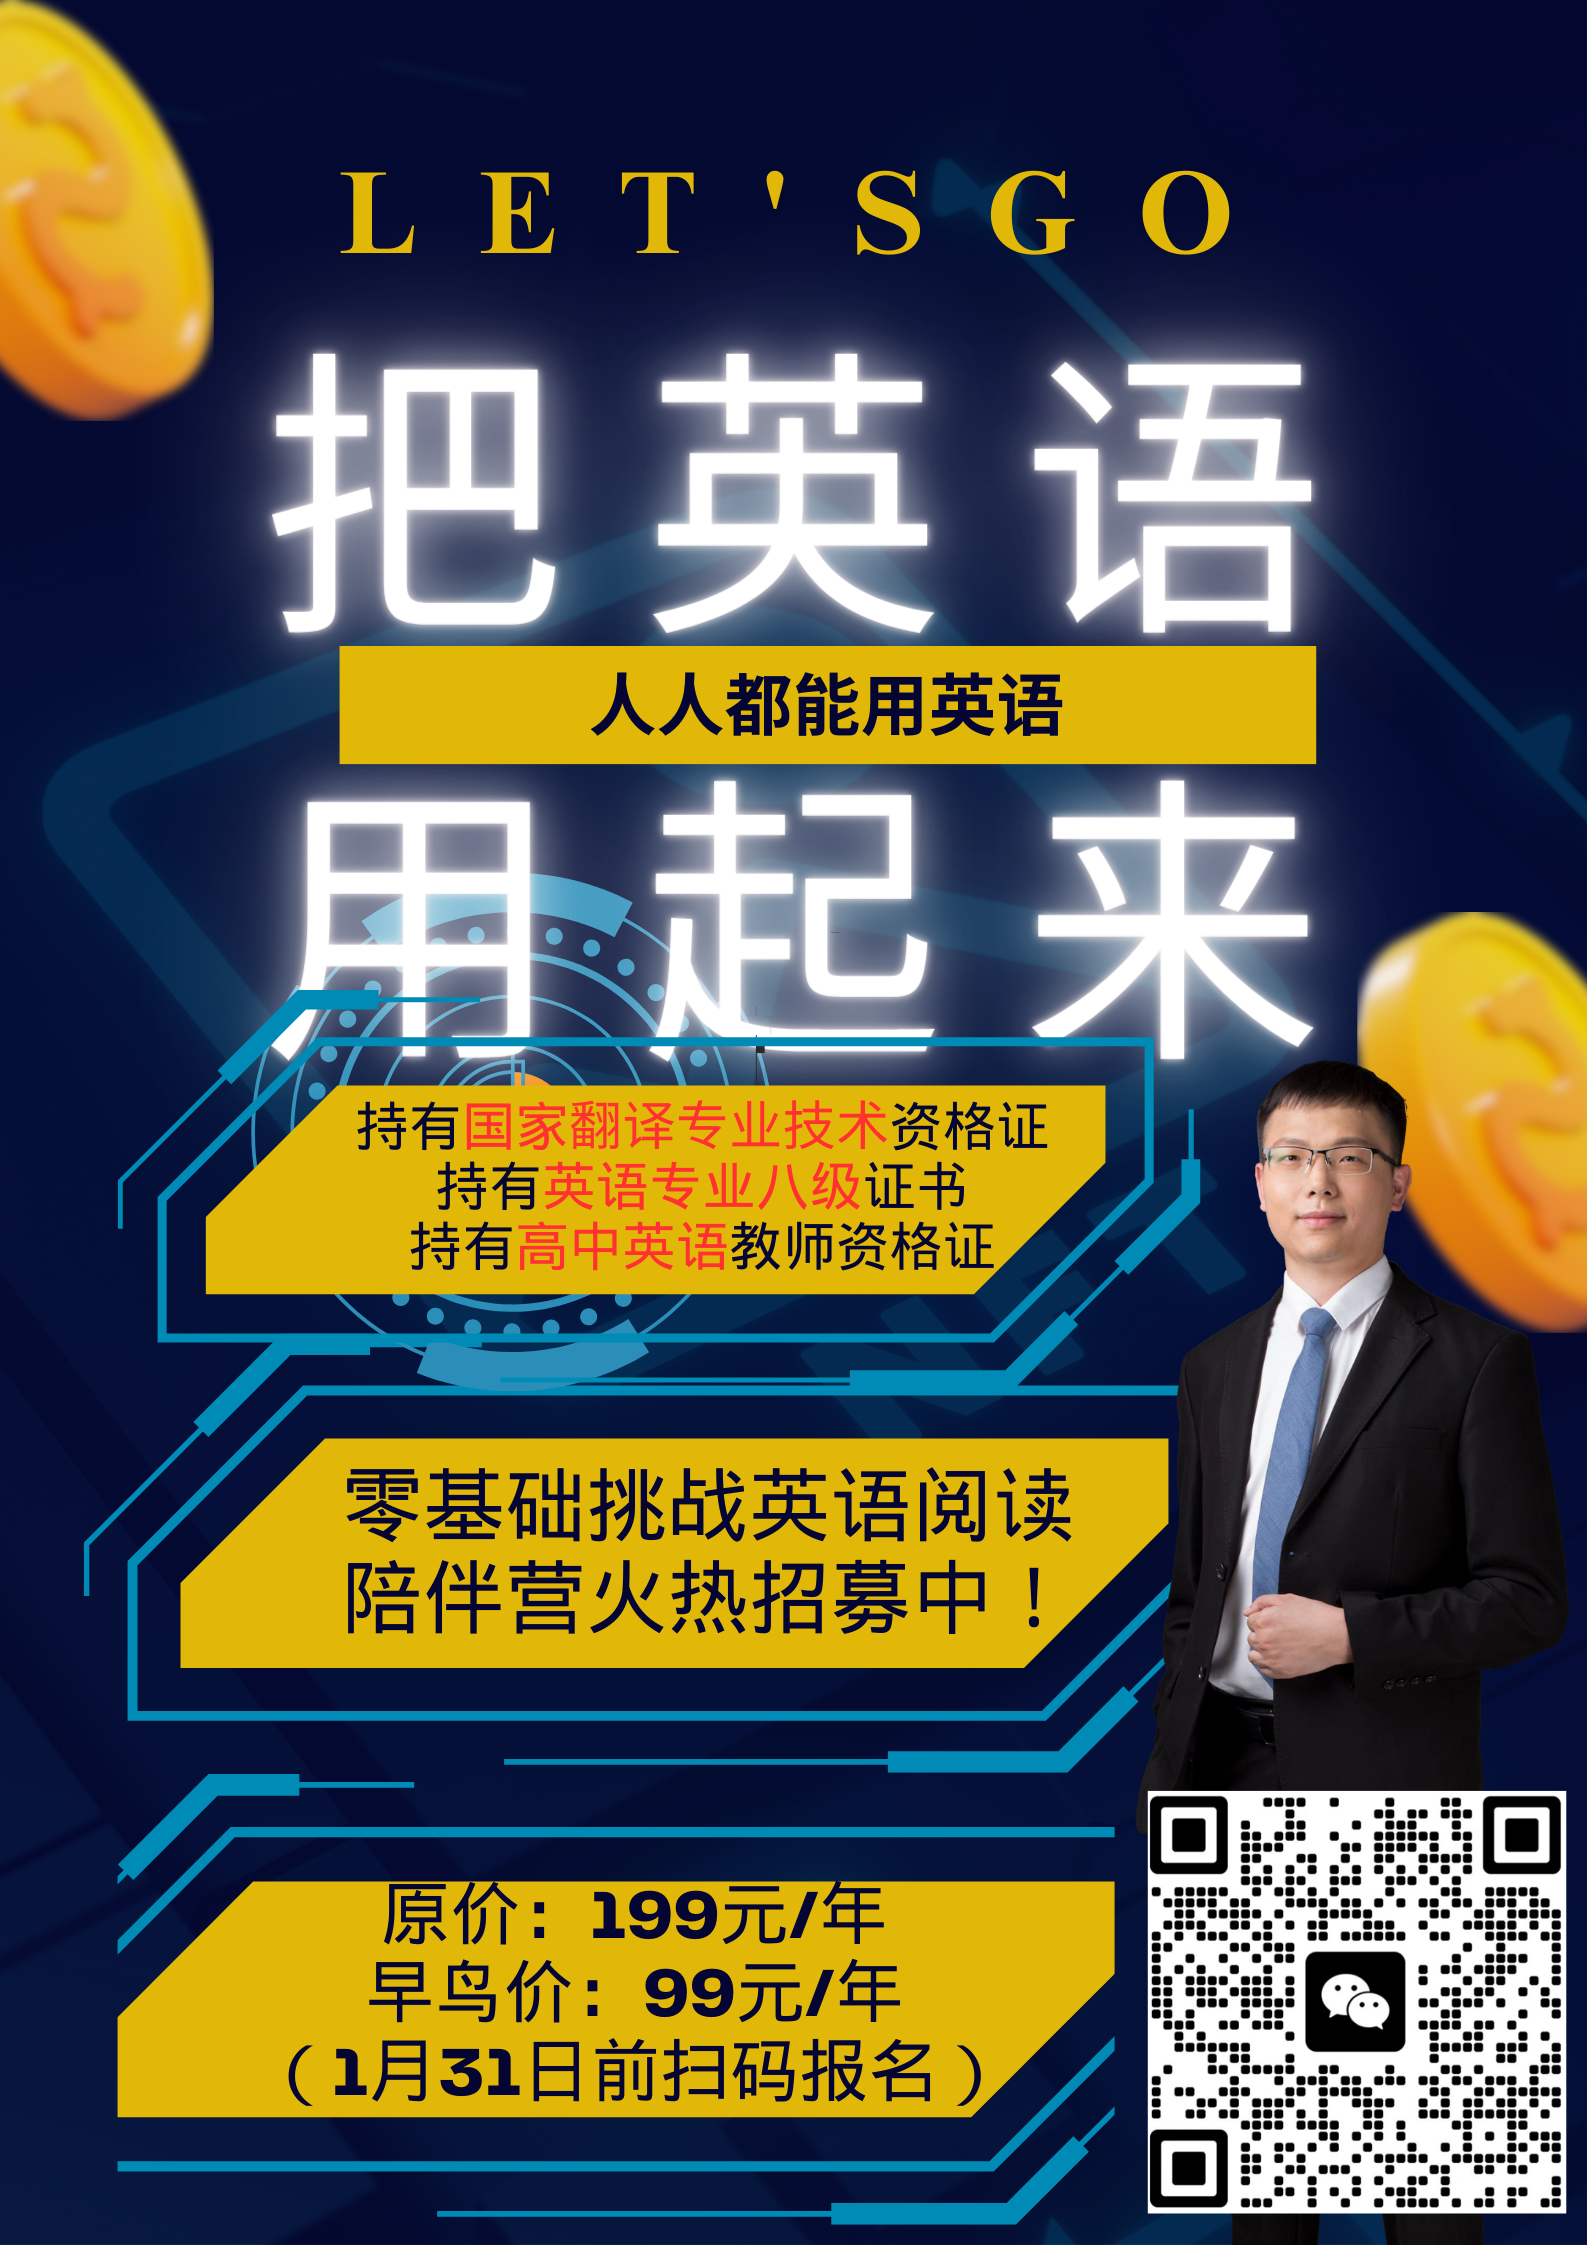 LET'SGO
把英语
人人都能用英语
用起来
持有国家翻译专业技术资格证
持有英语专业八级证书
持有高中英语教师资格证
零基础挑战英语阅读
陪伴营火热招募中！
原价：199元/年
早鸟价：99元/年
（1月31日前扫码报名）